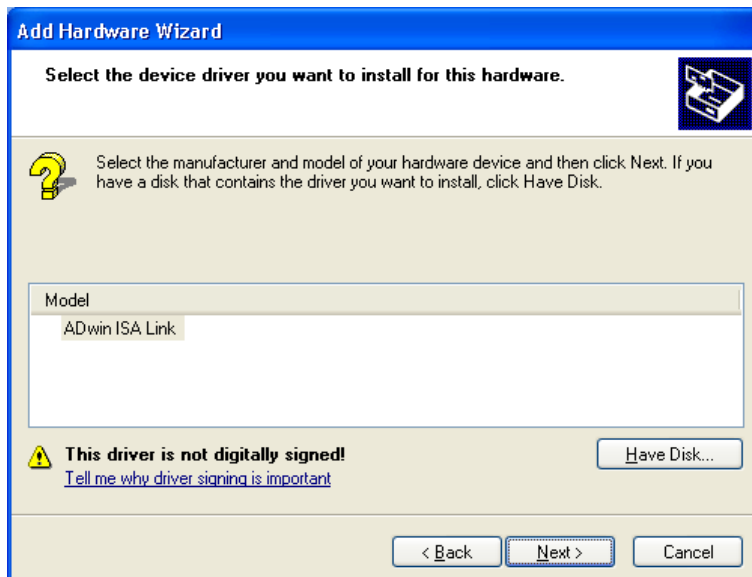 Add Hardware Wizard
Select the device driver you want to install for this hardware.
Select the manufacturer and model of your hardware device and then click Next. If you
have a disk that contains the driver you want to install, click Have Disk.
Model
ADwin ISA Link
This driver is not digitally signed!
Tell me why driver signing is important
Have Disk...
< Back
Next >
Cancel